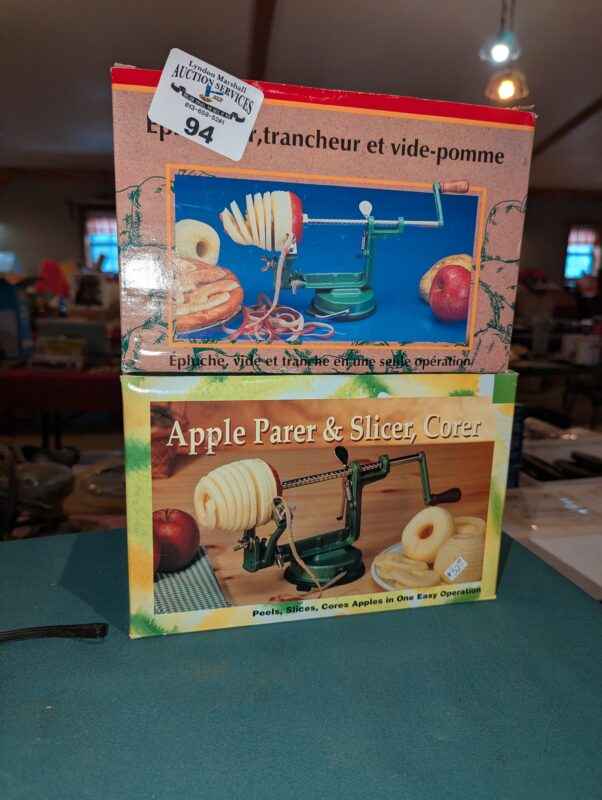 Lyndon Marshall
AUCTION SERVICES
94
,trancheur et vide-pomme
Épluche, vide et tranche en une seule opération
Apple Parer & Slicer, Corer
Peels, Slices, Cores Apples in One Easy Operation